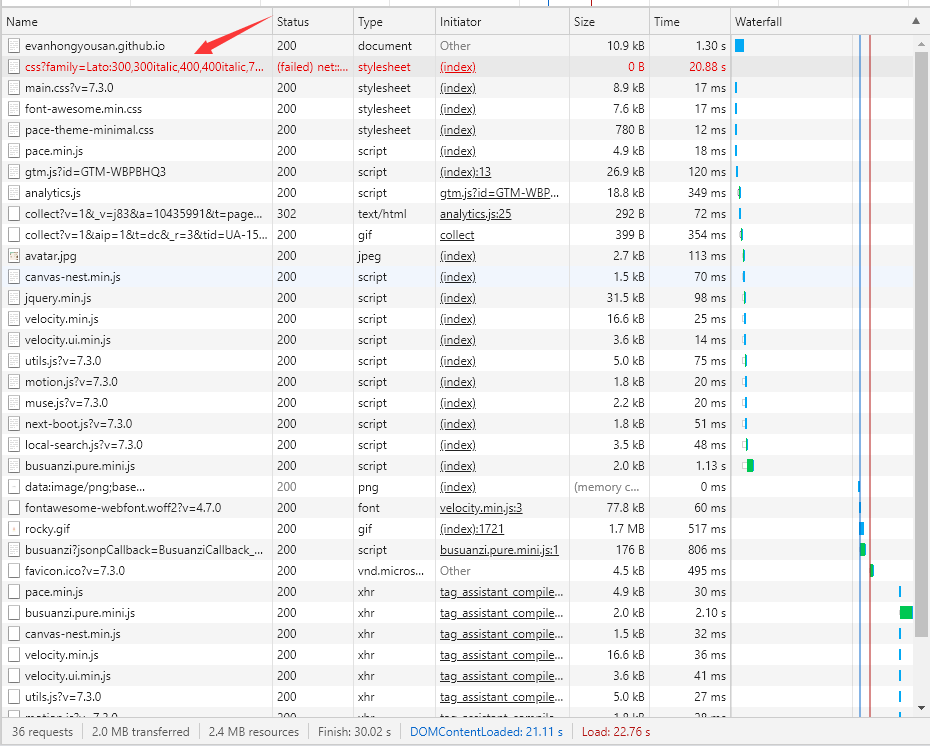 Name Status Type Initiator Size Time Waterfall
evanhongyousan.github.io 200 document Other 10.9 kB 1.30 s
css?family=Lato:300,300italic,400,400italic,7... (failed) net::... stylesheet (index) 0 B 20.88 s
main.css?v=7.3.0 200 stylesheet (index) 8.9 kB 17 ms
font-awesome.min.css 200 stylesheet (index) 7.6 kB 17 ms
pace-theme-minimal.css 200 stylesheet (index) 780 B 12 ms
pace.min.js 200 script (index) 4.9 kB 18 ms
gtm.js?id=GTM-WBPBHQ3 200 script (index):13 26.9 kB 120 ms
analytics.js 200 script gtm.js?id=GTM-WBP... 18.8 kB 349 ms
collect?v=1&_v=j83&a=10435991&t=page... 302 text/html analytics.js:25 292 B 72 ms
collect?v=1&aip=1&t=dc&_r=3&tid=UA-15... 200 gif collect 399 B 354 ms
avatar.jpg 200 jpeg (index) 2.7 kB 113 ms
canvas-nest.min.js 200 script (index) 1.5 kB 70 ms
jquery.min.js 200 script (index) 31.5 kB 98 ms
velocity.min.js 200 script (index) 16.6 kB 25 ms
velocity.ui.min.js 200 script (index) 3.6 kB 14 ms
utils.js?v=7.3.0 200 script (index) 5.0 kB 75 ms
motion.js?v=7.3.0 200 script (index) 1.8 kB 20 ms
muse.js?v=7.3.0 200 script (index) 2.2 kB 20 ms
next-boot.js?v=7.3.0 200 script (index) 1.8 kB 51 ms
local-search.js?v=7.3.0 200 script (index) 3.5 kB 48 ms
busuanzi.pure.mini.js 200 script (index) 2.0 kB 1.13 s
data:image/png;base... 200 png (index) (memory c... 0 ms
fontawesome-webfont.woff2?v=4.7.0 200 font velocity.min.js:3 77.8 kB 60 ms
rocky.gif 200 gif (index):1721 1.7 MB 517 ms
busuanzi?jsonpCallback=BusuanziCallback_... 200 script busuanzi.pure.mini.js:1 176 B 806 ms
favicon.ico?v=7.3.0 200 vnd.micros... Other 4.5 kB 495 ms
pace.min.js 200 xhr tag_assistant_compile... 4.9 kB 30 ms
busuanzi.pure.mini.js 200 xhr tag_assistant_compile... 2.0 kB 2.10 s
canvas-nest.min.js 200 xhr tag_assistant_compile... 1.5 kB 32 ms
velocity.min.js 200 xhr tag_assistant_compile... 16.6 kB 36 ms
velocity.ui.min.js 200 xhr tag_assistant_compile... 3.6 kB 41 ms
utils.js?v=7.3.0 200 xhr tag_assistant_compile... 5.0 kB 27 ms
motion.js?v=7.3.0 200 xhr tag_assistant_compile... 1.8 kB 28 ms
36 requests 2.0 MB transferred 2.4 MB resources Finish: 30.02 s DOMContentLoaded: 21.11 s Load: 22.76 s